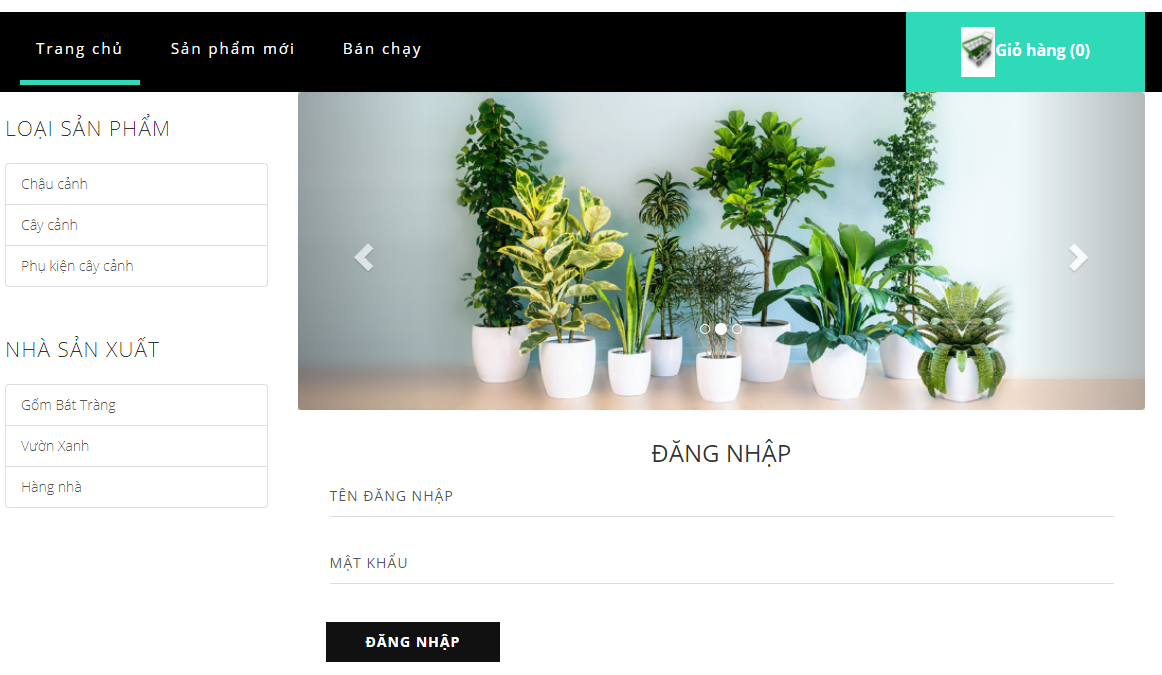 Trang chủ
Sản phẩm mới
Bán chạy
Giỏ hàng (0)
LOẠI SẢN PHẨM
Chậu cảnh
Cây cảnh
Phụ kiện cây cảnh
NHÀ SẢN XUẤT
Gốm Bát Tràng
Vườn Xanh
Hàng nhà
ĐĂNG NHẬP
TÊN ĐĂNG NHẬP
MẬT KHẨU
ĐĂNG NHẬP